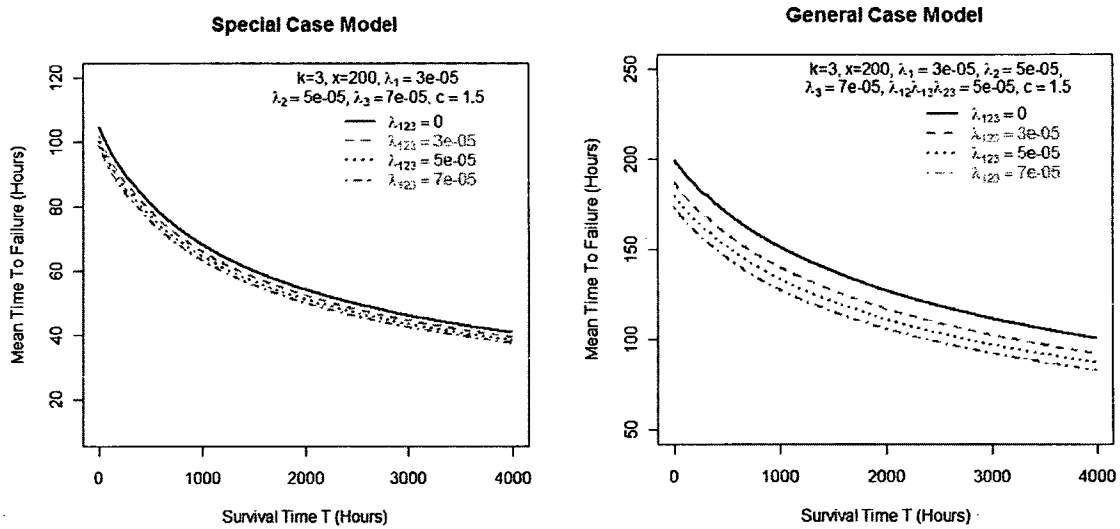 Special Case Model
k=3, x=200, λ₁ = 3e-05
λ₂ = 5e-05, λ₃ = 7e-05, c = 1.5
λ₁₂₃ = 0
λ₁₂₃ = 3e-05
λ₁₂₃ = 5e-05
λ₁₂₃ = 7e-05
Mean Time To Failure (Hours)
120
100
80
60
40
20
0 1000 2000 3000 4000
Survival Time T (Hours)
General Case Model
k=3, x=200, λ₁ = 3e-05, λ₂ = 5e-05,
λ₃ = 7e-05, λ₁₂λ₁₃λ₂₃ = 5e-05, c = 1.5
λ₁₂₃ = 0
λ₁₂₃ = 3e-05
λ₁₂₃ = 5e-05
λ₁₂₃ = 7e-05
Mean Time To Failure (Hours)
250
200
150
100
50
0 1000 2000 3000 4000
Survival Time T (Hours)